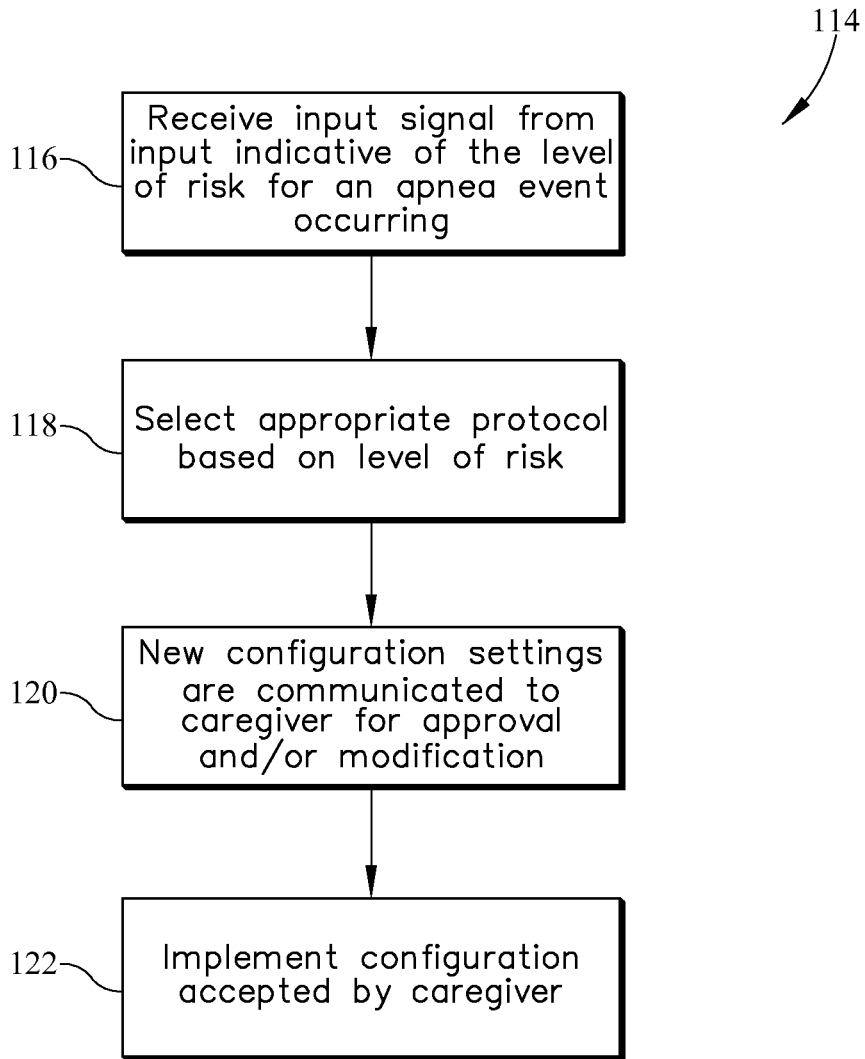 114
116
Receive input signal from
input indicative of the level
of risk for an apnea event
occurring
118
Select appropriate protocol
based on level of risk
120
New configuration settings
are communicated to
caregiver for approval
and/or modification
122
Implement configuration
accepted by caregiver